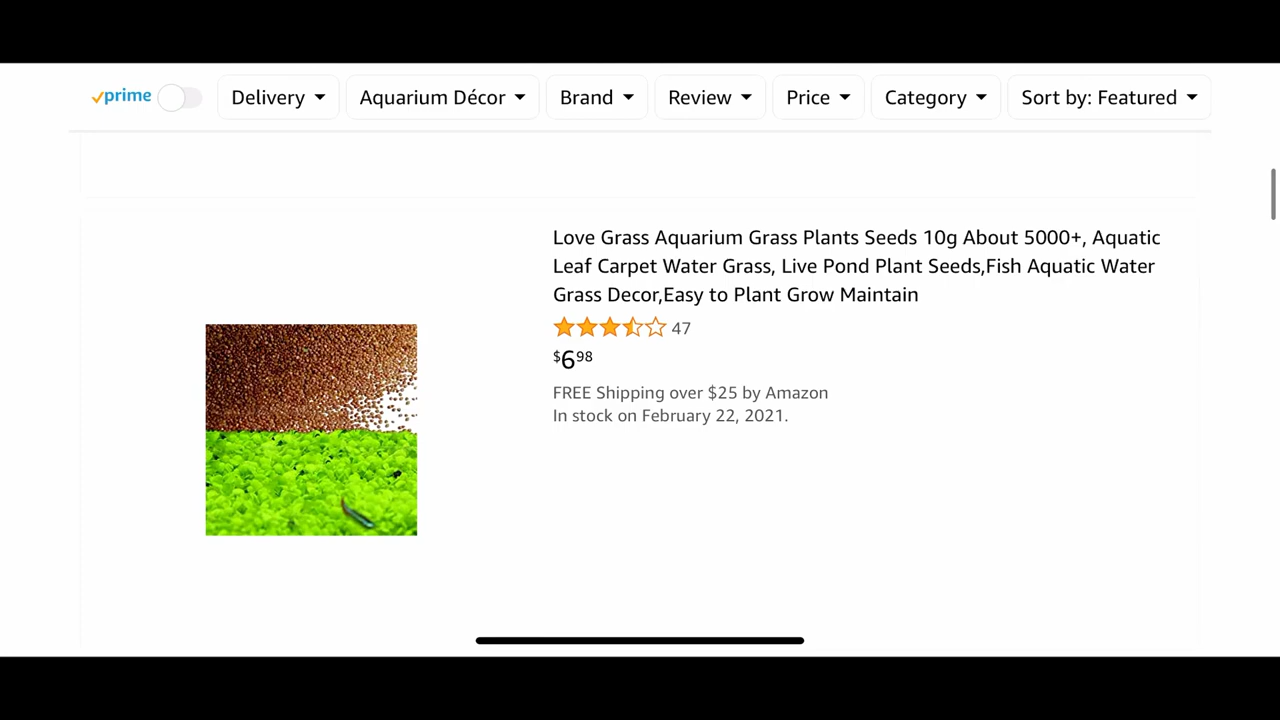 prime Delivery Aquarium Décor Brand Review Price Category Sort by: Featured
Love Grass Aquarium Grass Plants Seeds 10g About 5000+, Aquatic
Leaf Carpet Water Grass, Live Pond Plant Seeds,Fish Aquatic Water
Grass Decor,Easy to Plant Grow Maintain
47
$698
FREE Shipping over $25 by Amazon
In stock on February 22, 2021.